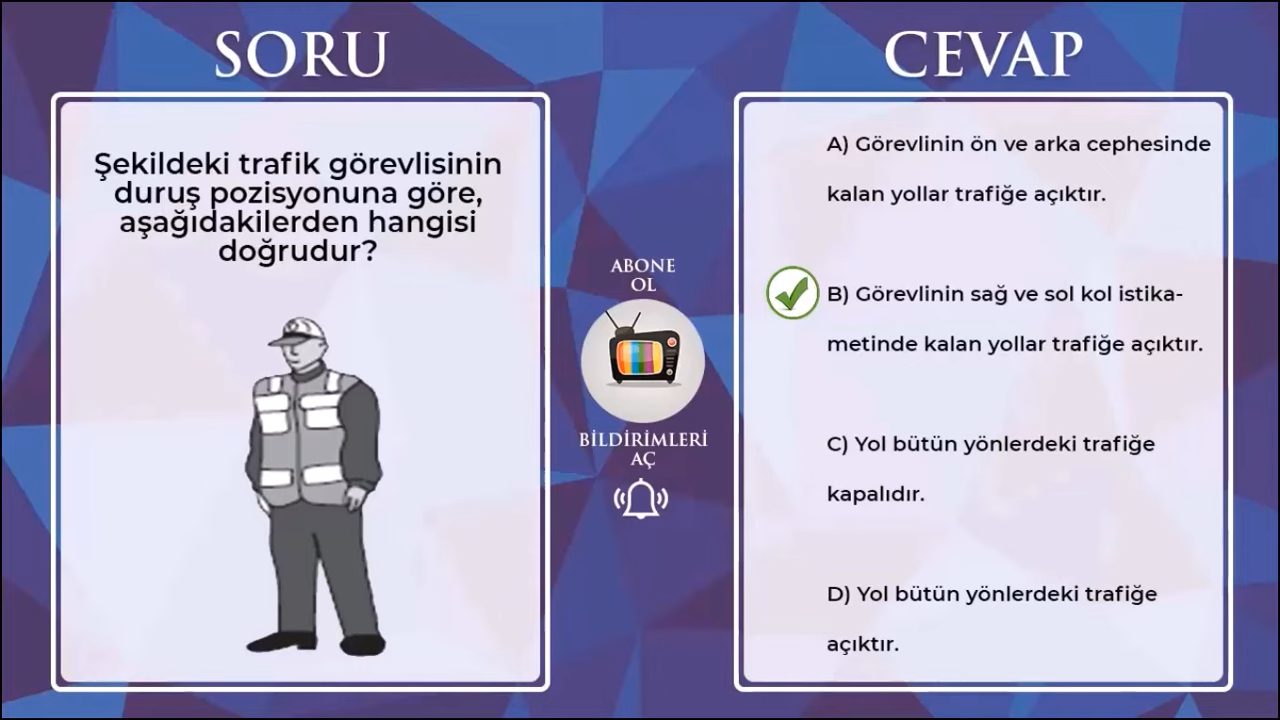 SORU
Şekildeki trafik görevlisinin
duruş pozisyonuna göre,
aşağıdakilerden hangisi
doğrudur?
ABONE
OL
BİLDİRİMLERİ
AÇ
CEVAP
A) Görevlinin ön ve arka cephesinde
kalan yollar trafiğe açıktır.
B) Görevlinin sağ ve sol kol istika-
metinde kalan yollar trafiğe açıktır.
C) Yol bütün yönlerdeki trafiğe
kapalıdır.
D) Yol bütün yönlerdeki trafiğe
açıktır.